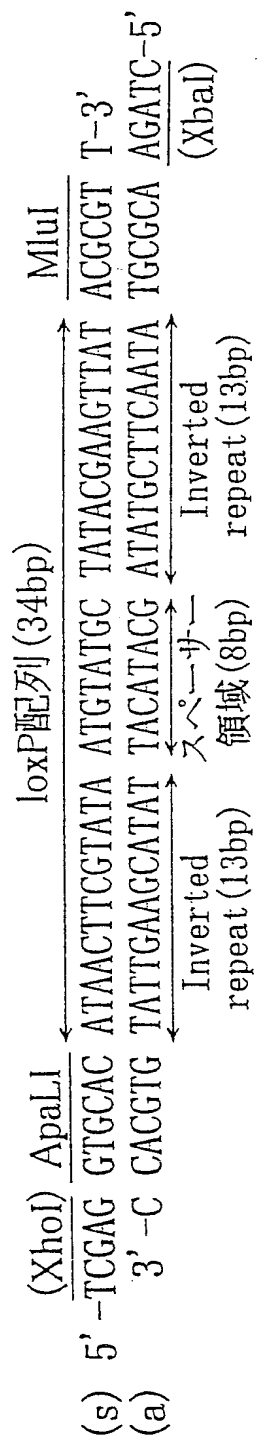 loxP配列(34bp)
(XhoI) ApaLI MluI
(s) 5' -TCGAG GTGCAC ATAACTTCGTATA ATGTATGC TATACGAAGTTAT ACGCGT T-3'
(a) 3' -C CACGTG TATTGAAGCATAT TACATACG ATATGCTTCAATA TGCGCA AGATC-5'
Inverted repeat(13bp) スペーサー 領域(8bp) Inverted repeat(13bp) (XbaI)